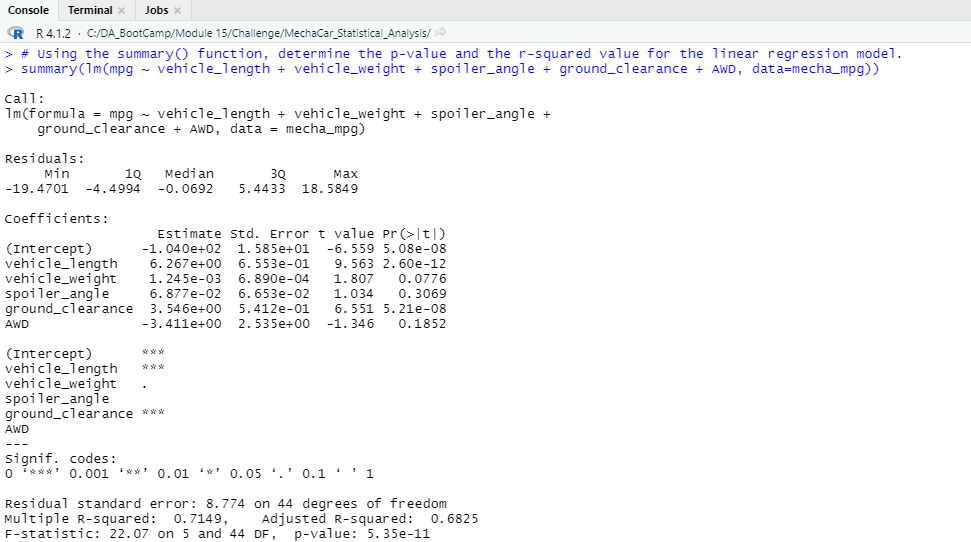 Console Terminal × Jobs ×
R R 4.1.2 · C:/DA_BootCamp/Module 15/Challenge/MechaCar_Statistical_Analysis/
> # Using the summary() function, determine the p-value and the r-squared value for the linear regression model.
> summary(lm(mpg ~ vehicle_length + vehicle_weight + spoiler_angle + ground_clearance + AWD, data=mecha_mpg))
Call:
lm(formula = mpg ~ vehicle_length + vehicle_weight + spoiler_angle +
    ground_clearance + AWD, data = mecha_mpg)
Residuals:
     Min       1Q   Median       3Q      Max
-19.4701  -4.4994  -0.0692   5.4433  18.5849
Coefficients:
                   Estimate Std. Error t value Pr(>|t|)
(Intercept)      -1.040e+02  1.585e+01  -6.559 5.08e-08
vehicle_length    6.267e+00  6.553e-01   9.563 2.60e-12
vehicle_weight    1.245e-03  6.890e-04   1.807   0.0776
spoiler_angle     6.877e-02  6.653e-02   1.034   0.3069
ground_clearance  3.546e+00  5.412e-01   6.551 5.21e-08
AWD              -3.411e+00  2.535e+00  -1.346   0.1852
(Intercept)      ***
vehicle_length   ***
vehicle_weight   .
spoiler_angle
ground_clearance ***
AWD
---
Signif. codes:
0 ‘***’ 0.001 ‘**’ 0.01 ‘*’ 0.05 ‘.’ 0.1 ‘ ’ 1
Residual standard error: 8.774 on 44 degrees of freedom
Multiple R-squared:  0.7149,    Adjusted R-squared:  0.6825
F-statistic: 22.07 on 5 and 44 DF,  p-value: 5.35e-11